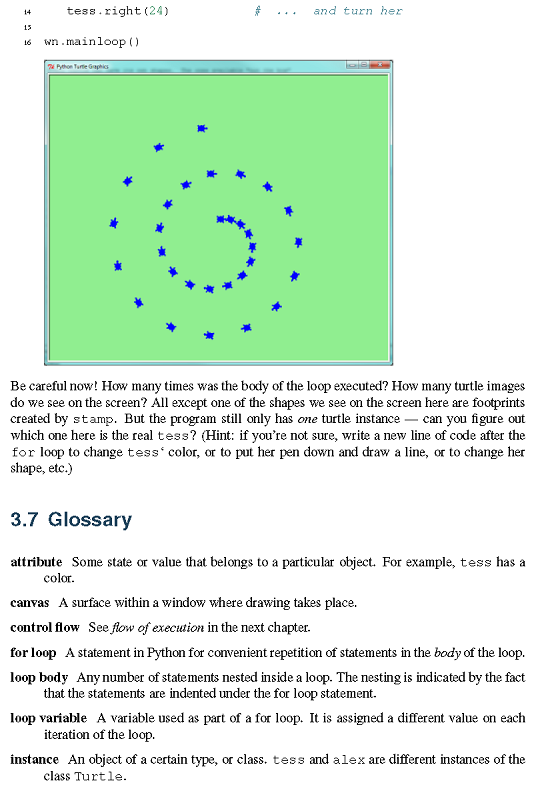 14 tess.right(24) # ... and turn her
15
16 wn.mainloop()
Python Turtle Graphics
Be careful now! How many times was the body of the loop executed? How many turtle images
do we see on the screen? All except one of the shapes we see on the screen here are footprints
created by stamp. But the program still only has one turtle instance — can you figure out
which one here is the real tess? (Hint: if you're not sure, write a new line of code after the
for loop to change tess‘ color, or to put her pen down and draw a line, or to change her
shape, etc.)
3.7 Glossary
attribute Some state or value that belongs to a particular object. For example, tess has a
color.
canvas A surface within a window where drawing takes place.
control flow See flow of execution in the next chapter.
for loop A statement in Python for convenient repetition of statements in the body of the loop.
loop body Any number of statements nested inside a loop. The nesting is indicated by the fact
that the statements are indented under the for loop statement.
loop variable A variable used as part of a for loop. It is assigned a different value on each
iteration of the loop.
instance An object of a certain type, or class. tess and alex are different instances of the
class Turtle.